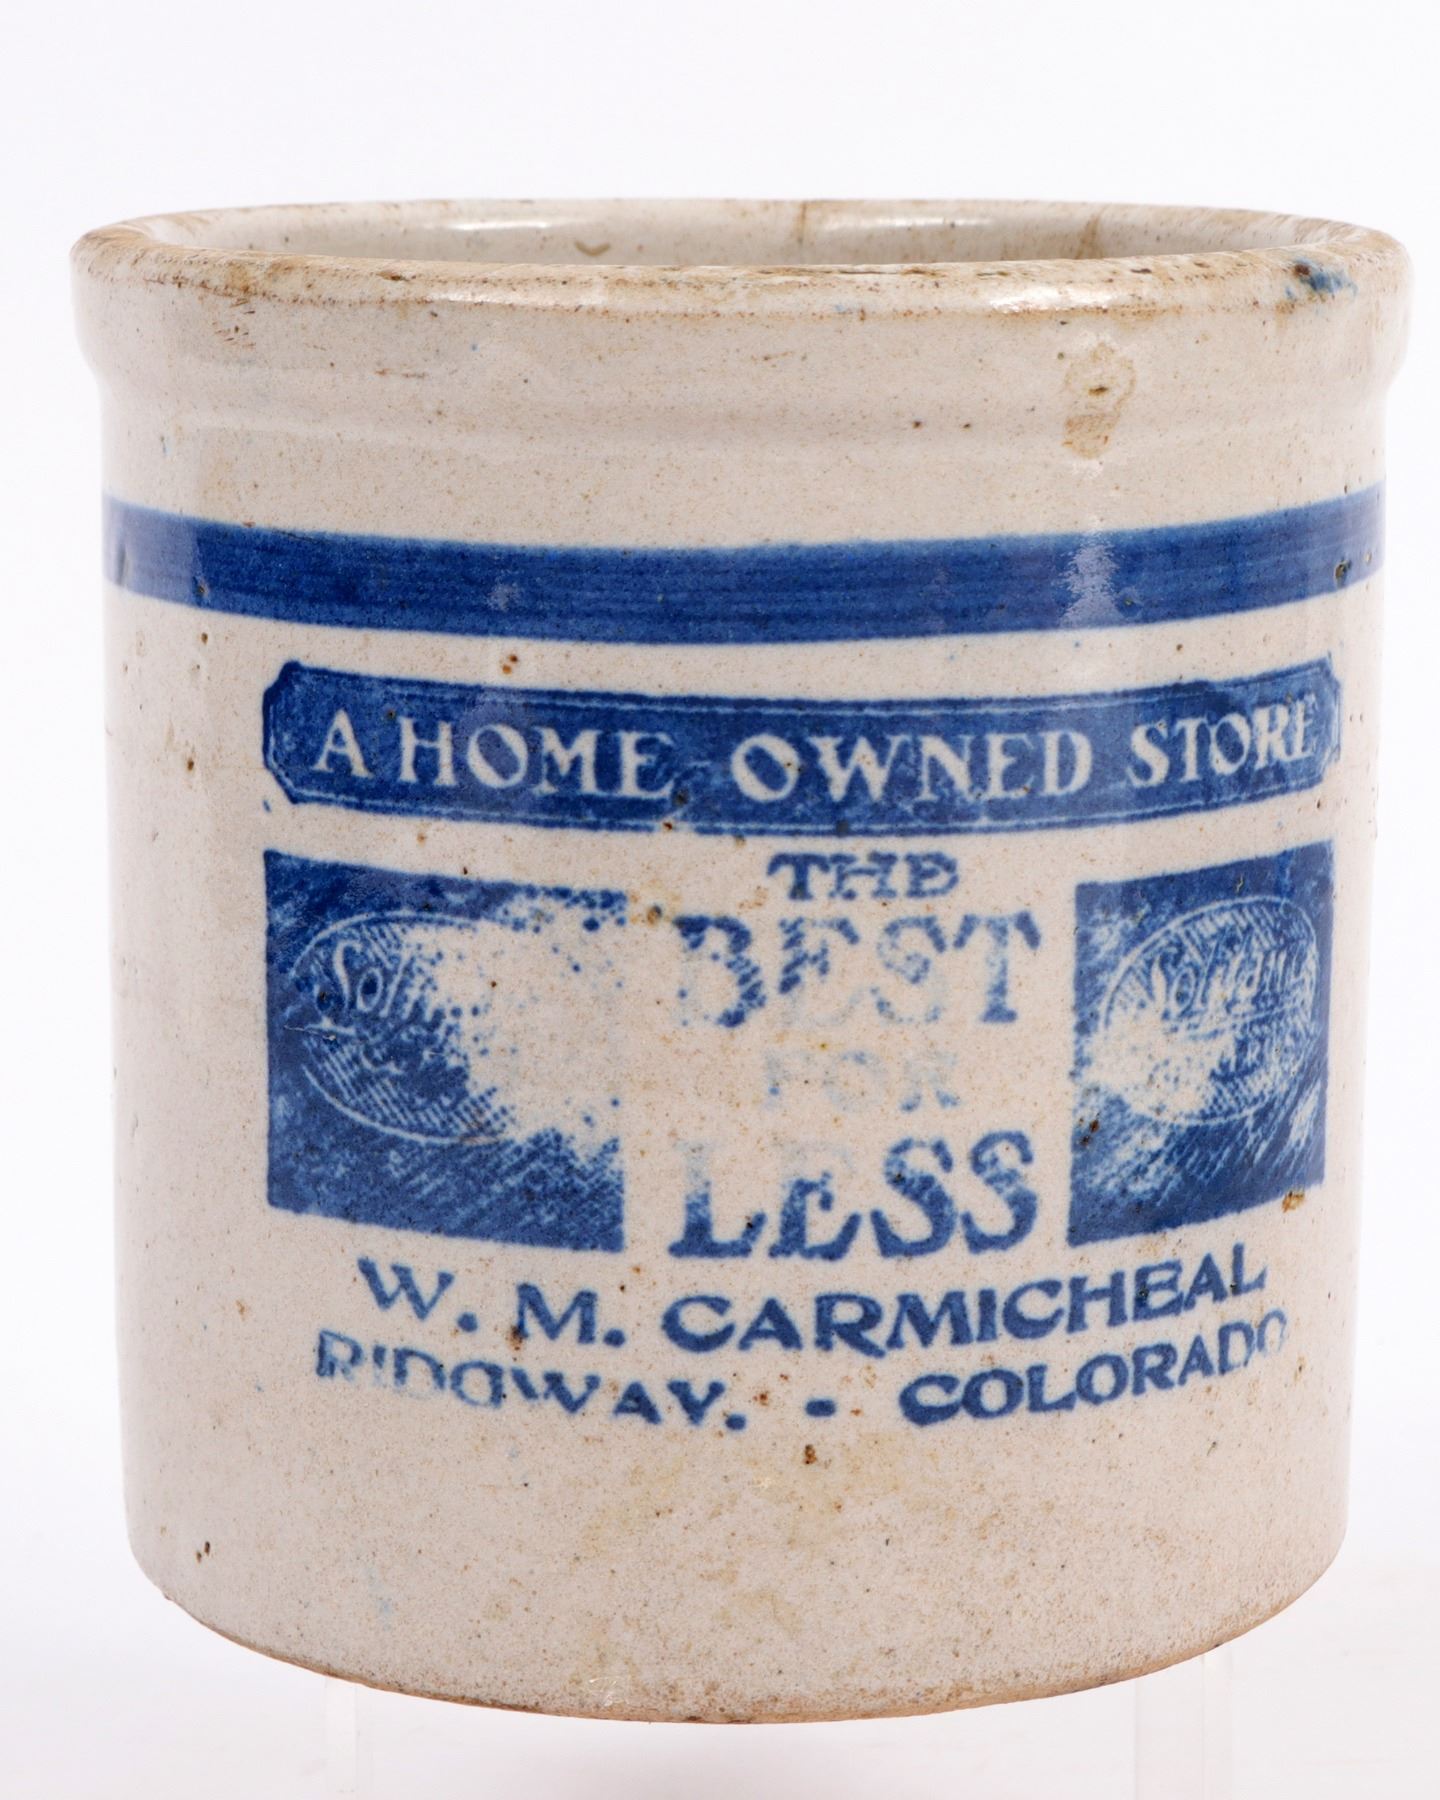 A HOME OWNED STORE
THE
BEST
FOR
LESS
W. M. CARMICHEAL
RIDGWAY. - COLORADO